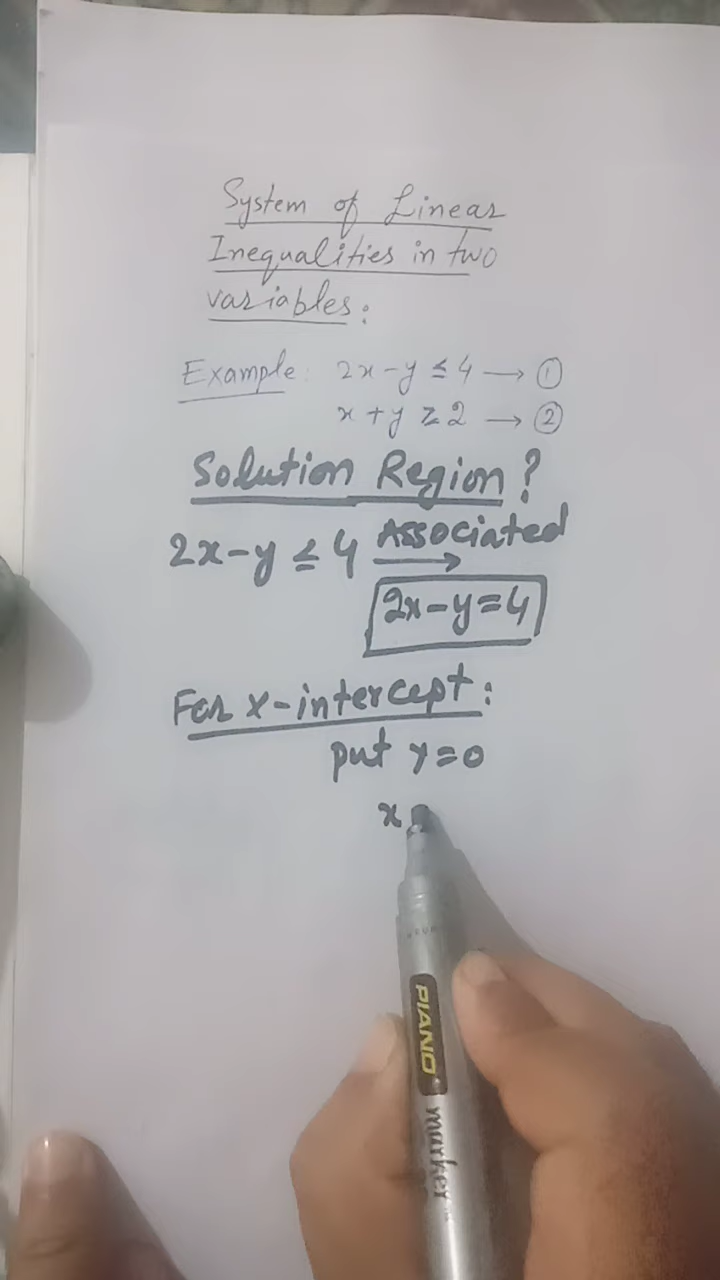 System of Linear
Inequalities in two
variables:
Example: 2x-y ≤ 4 → ①
x+y ≥ 2 → ②
Solution Region?
2x-y ≤ 4 Associated →
2x-y=4
For x-intercept:
put y=0
x
PIANO
marker